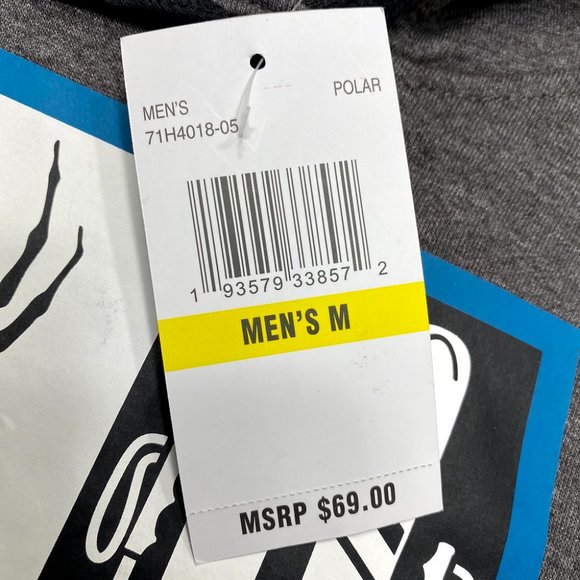 MEN'S POLAR
71H4018-05
1 93579 33857 2
MEN'S M
MSRP $69.00